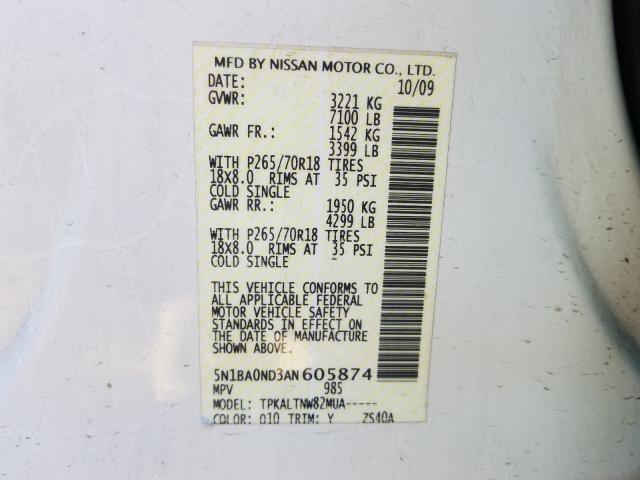 MFD BY NISSAN MOTOR CO., LTD.
DATE: 10/09
GVWR: 3221 KG
7100 LB
GAWR FR.: 1542 KG
3399 LB
WITH P265/70R18 TIRES
18X8.0 RIMS AT 35 PSI
COLD SINGLE
GAWR RR.: 1950 KG
4299 LB
WITH P265/70R18 TIRES
18X8.0 RIMS AT 35 PSI
COLD SINGLE –
THIS VEHICLE CONFORMS TO
ALL APPLICABLE FEDERAL
MOTOR VEHICLE SAFETY
STANDARDS IN EFFECT ON
THE DATE OF MANUFACTURE
SHOWN ABOVE.
5N1BA0ND3AN605874
MPV 985
MODEL: TPKALTNW82MUA-----
COLOR: Q10 TRIM: Y ZS40A